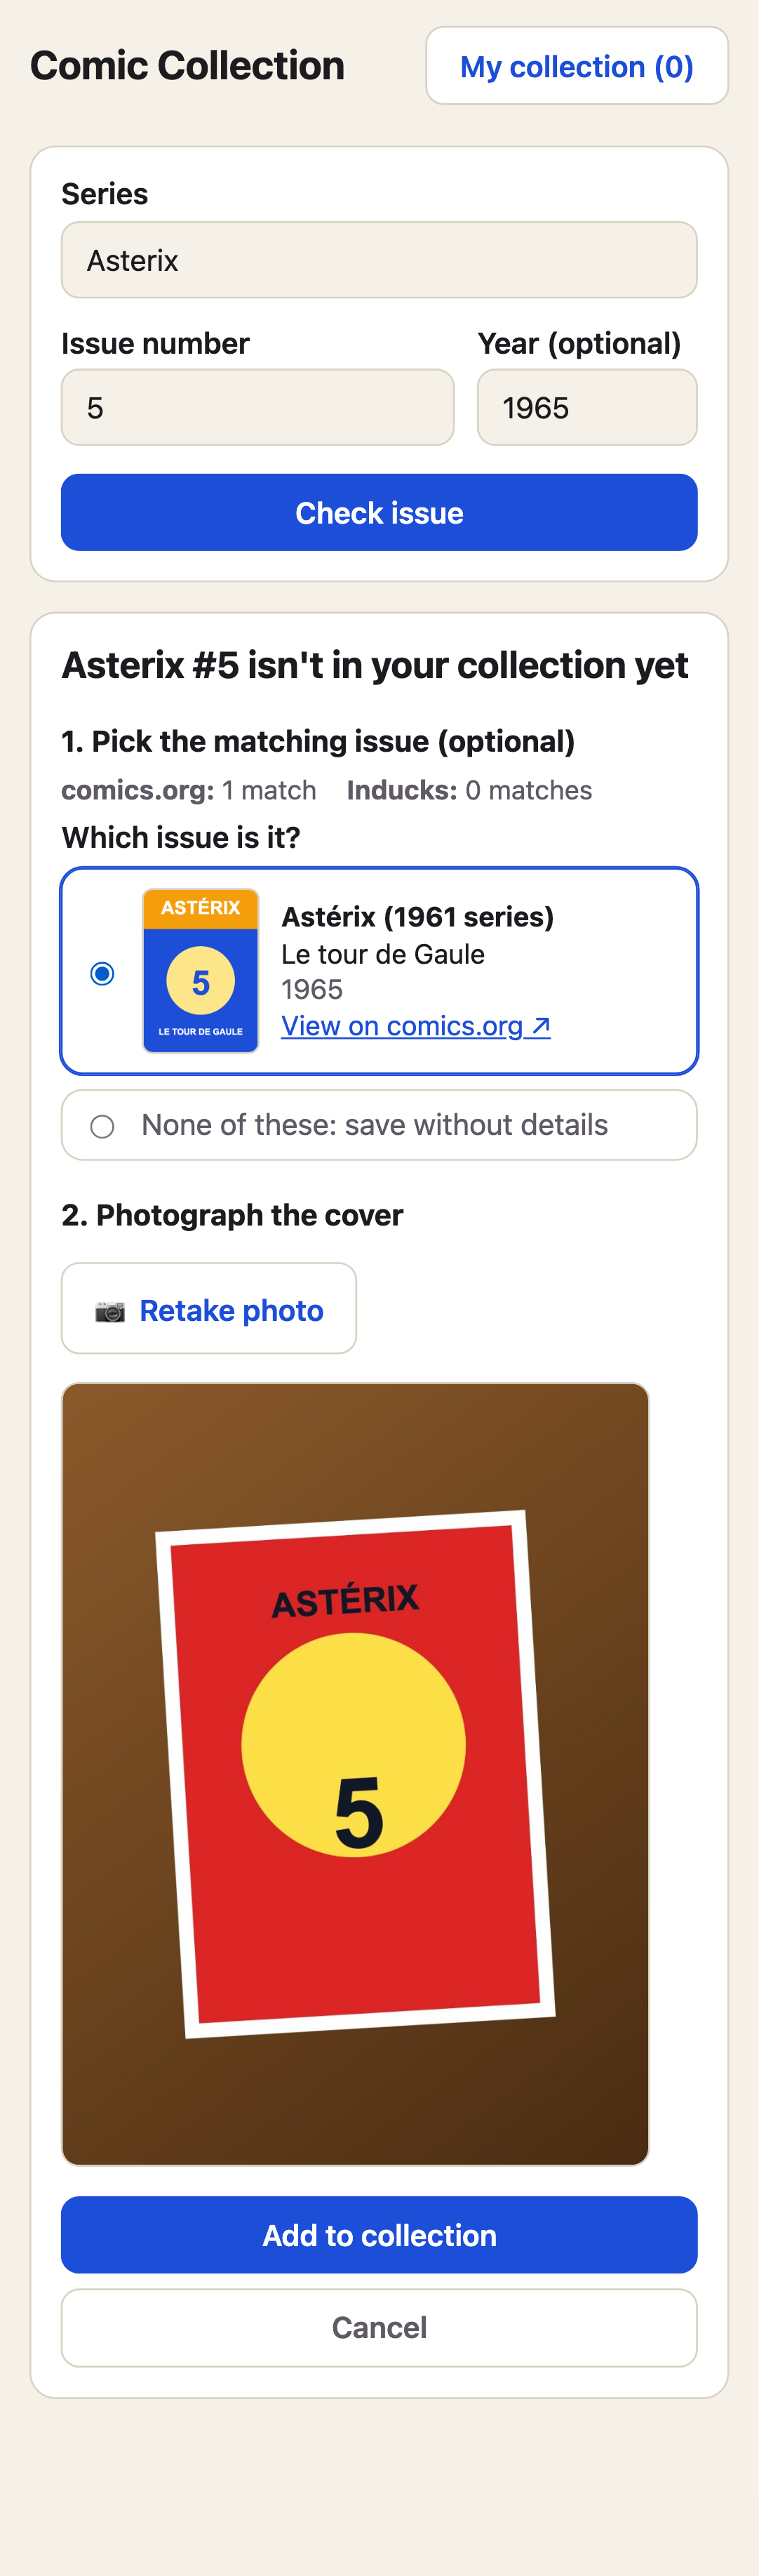 Comic Collection
My collection (0)
Series
Asterix
Issue number
Year (optional)
5
1965
Check issue
Asterix #5 isn't in your collection yet
1. Pick the matching issue (optional)
comics.org: 1 match Inducks: 0 matches
Which issue is it?
ASTÉRIX
5
LE TOUR DE GAULE
Astérix (1961 series)
Le tour de Gaule
1965
View on comics.org ↗
None of these: save without details
2. Photograph the cover
Retake photo
ASTÉRIX
5
Add to collection
Cancel